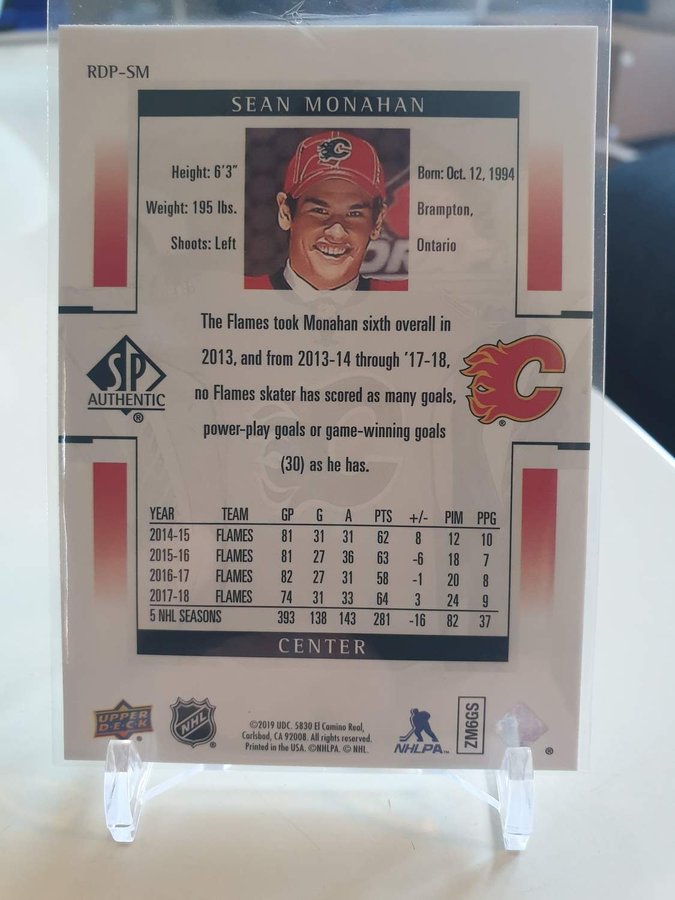 RDP-SM
SEAN MONAHAN
Height: 6'3"
Weight: 195 lbs.
Shoots: Left
Born: Oct. 12, 1994
Brampton,
Ontario
The Flames took Monahan sixth overall in
2013, and from 2013-14 through '17-18,
no Flames skater has scored as many goals,
power-play goals or game-winning goals
(30) as he has.
SP
AUTHENTIC
®
YEAR TEAM GP G A PTS +/- PIM PPG
2014-15 FLAMES 81 31 31 62 8 12 10
2015-16 FLAMES 81 27 36 63 -6 18 7
2016-17 FLAMES 82 27 31 58 -1 20 8
2017-18 FLAMES 74 31 33 64 3 24 9
5 NHL SEASONS 393 138 143 281 -16 82 37
CENTER
UPPER
DECK
NHL
©2019 UDC. 5830 El Camino Real,
Carlsbad, CA 92008. All rights reserved.
Printed in the USA. ©NHLPA. © NHL.
NHLPA™
ZM6GS
®